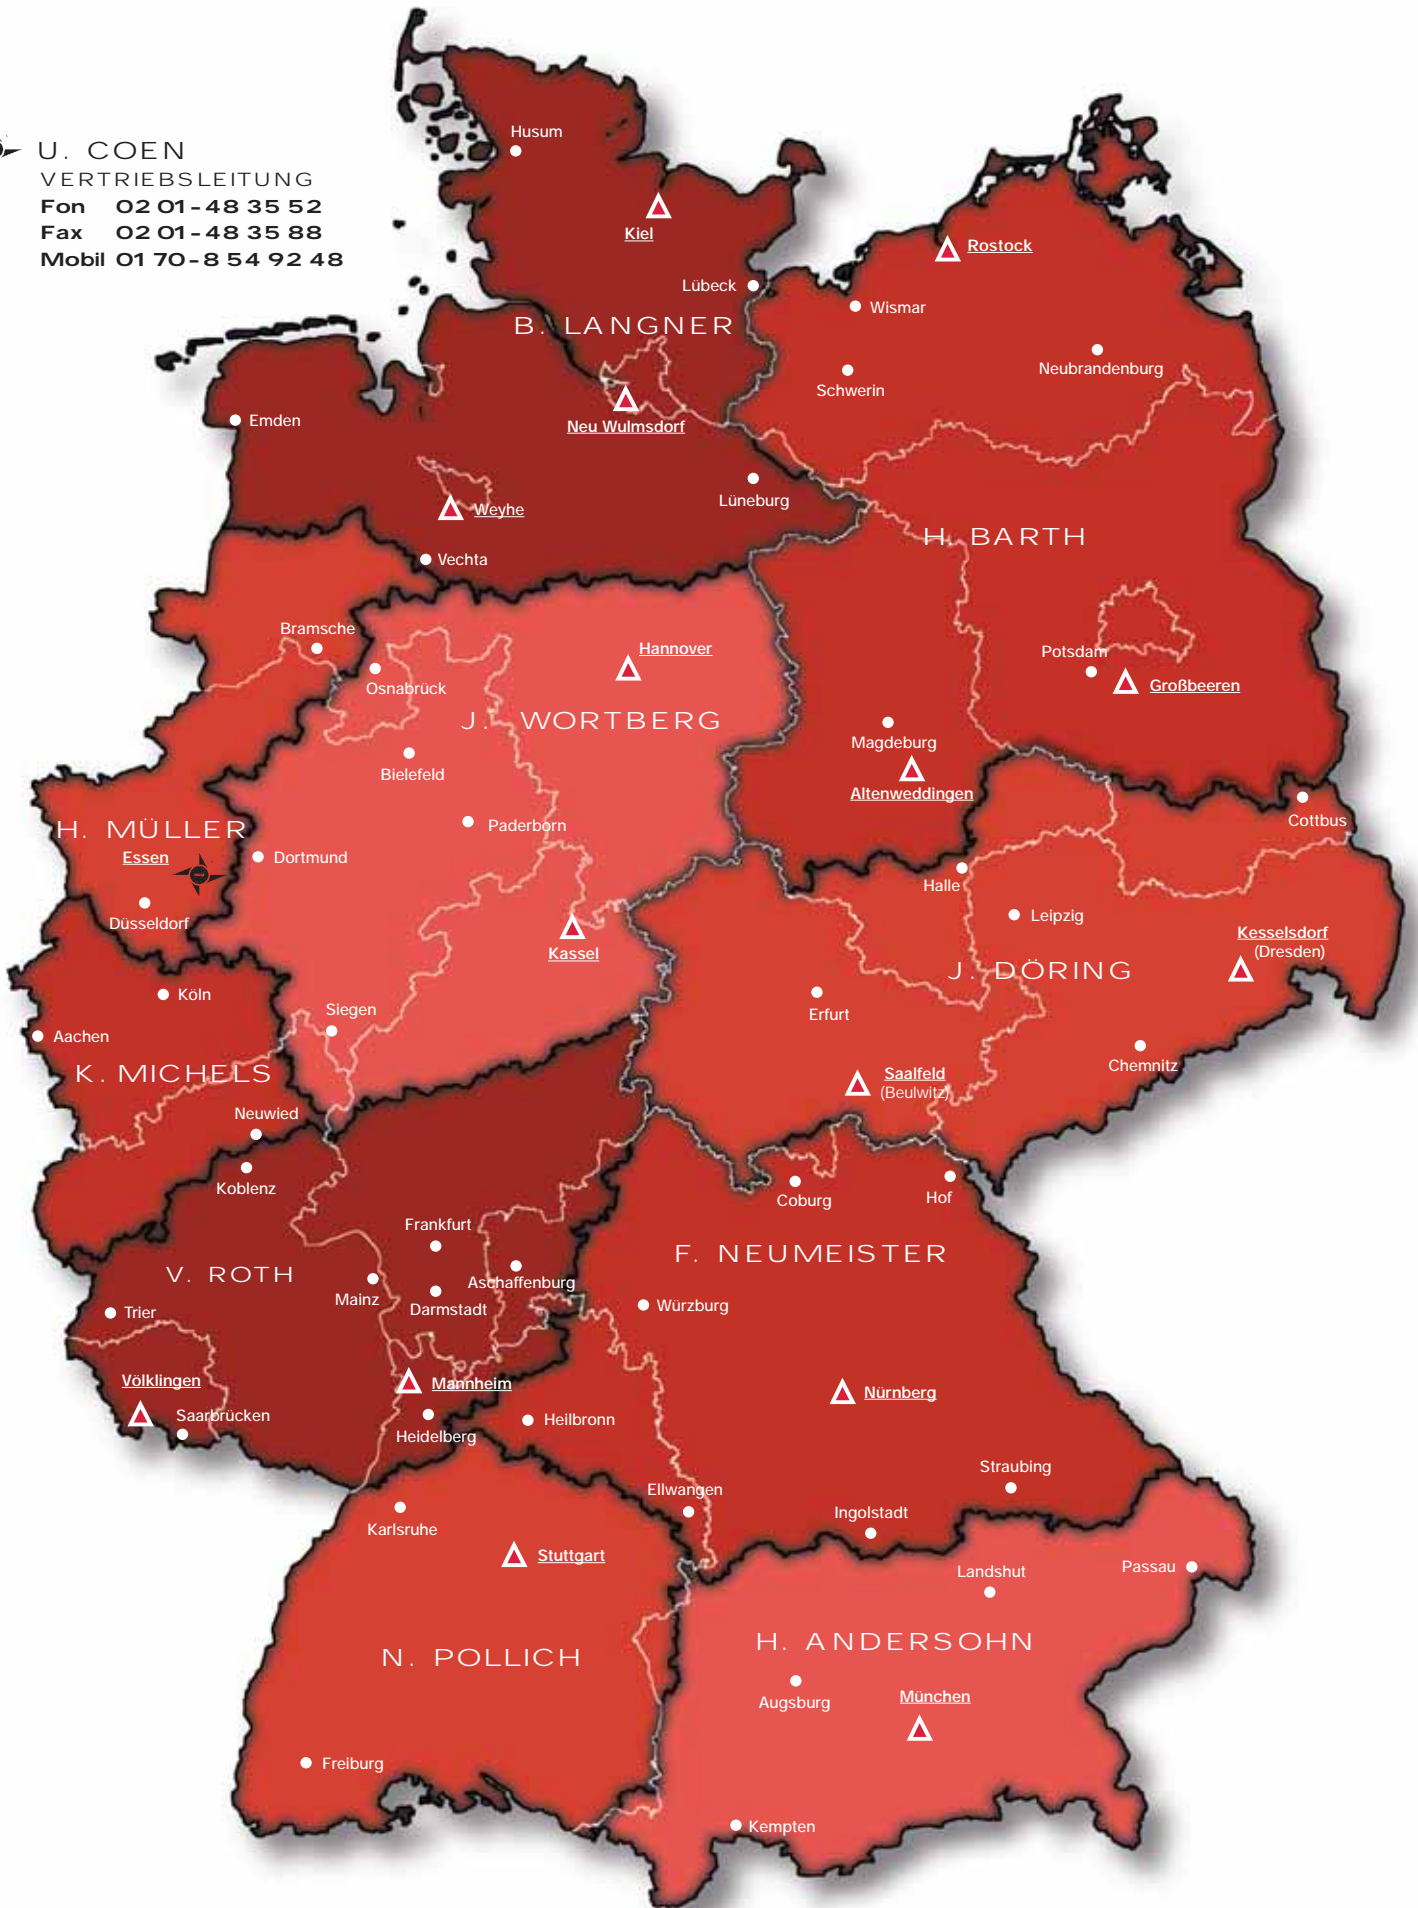 U. COEN
VERTRIEBSLEITUNG
Fon 02 01 - 48 35 52
Fax 02 01 - 48 35 88
Mobil 01 70 - 8 54 92 48
Husum
Kiel
Rostock
Lübeck
Wismar
B. LANGNER
Neubrandenburg
Schwerin
Emden
Neu Wulmsdorf
Lüneburg
Weyhe
H. BARTH
Vechta
Bramsche
Hannover
Potsdam
Osnabrück
Großbeeren
J. WORTBERG
Magdeburg
Bielefeld
Altenweddingen
Cottbus
Paderborn
H. MÜLLER
Essen
Dortmund
Halle
Leipzig
Düsseldorf
Kesselsdorf
(Dresden)
Kassel
J. DÖRING
Köln
Siegen
Erfurt
Aachen
Chemnitz
K. MICHELS
Saalfeld
(Beulwitz)
Neuwied
Koblenz
Coburg
Hof
Frankfurt
F. NEUMEISTER
V. ROTH
Aschaffenburg
Mainz
Darmstadt
Würzburg
Trier
Völklingen
Mannheim
Nürnberg
Saarbrücken
Heidelberg
Heilbronn
Straubing
Ellwangen
Ingolstadt
Karlsruhe
Stuttgart
Landshut
Passau
H. ANDERSOHN
N. POLLICH
Augsburg
München
Freiburg
Kempten